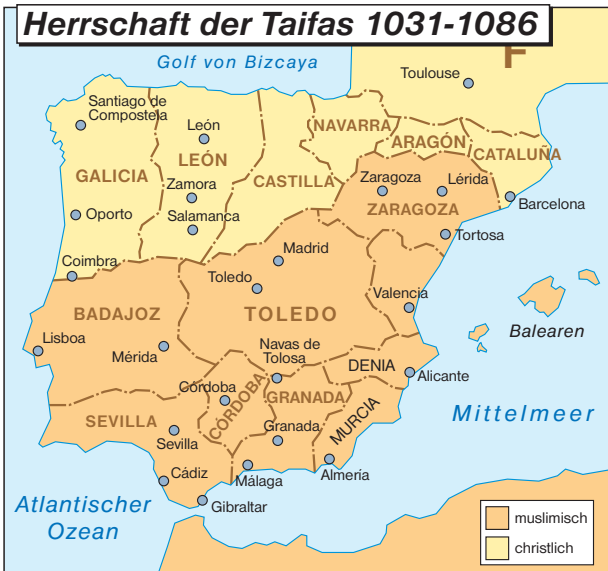 Herrschaft der Taifas 1031-1086
Golf von Bizcaya
F
Toulouse
Santiago de
Compostela
León
NAVARRA
ARAGÓN
CATALUÑA
GALICIA
LEÓN
CASTILLA
Zamora
Zaragoza
Lérida
ZARAGOZA
Barcelona
Oporto
Salamanca
Tortosa
Madrid
Coimbra
Toledo
Valencia
BADAJOZ
TOLEDO
Lisboa
Mérida
Navas de
Tolosa
Balearen
DENIA
Alicante
Córdoba
CÓRDOBA
GRANADA
MURCIA
SEVILLA
Sevilla
Granada
Mittelmeer
Cádiz
Málaga
Almería
Gibraltar
Atlantischer
Ozean
muslimisch
christlich